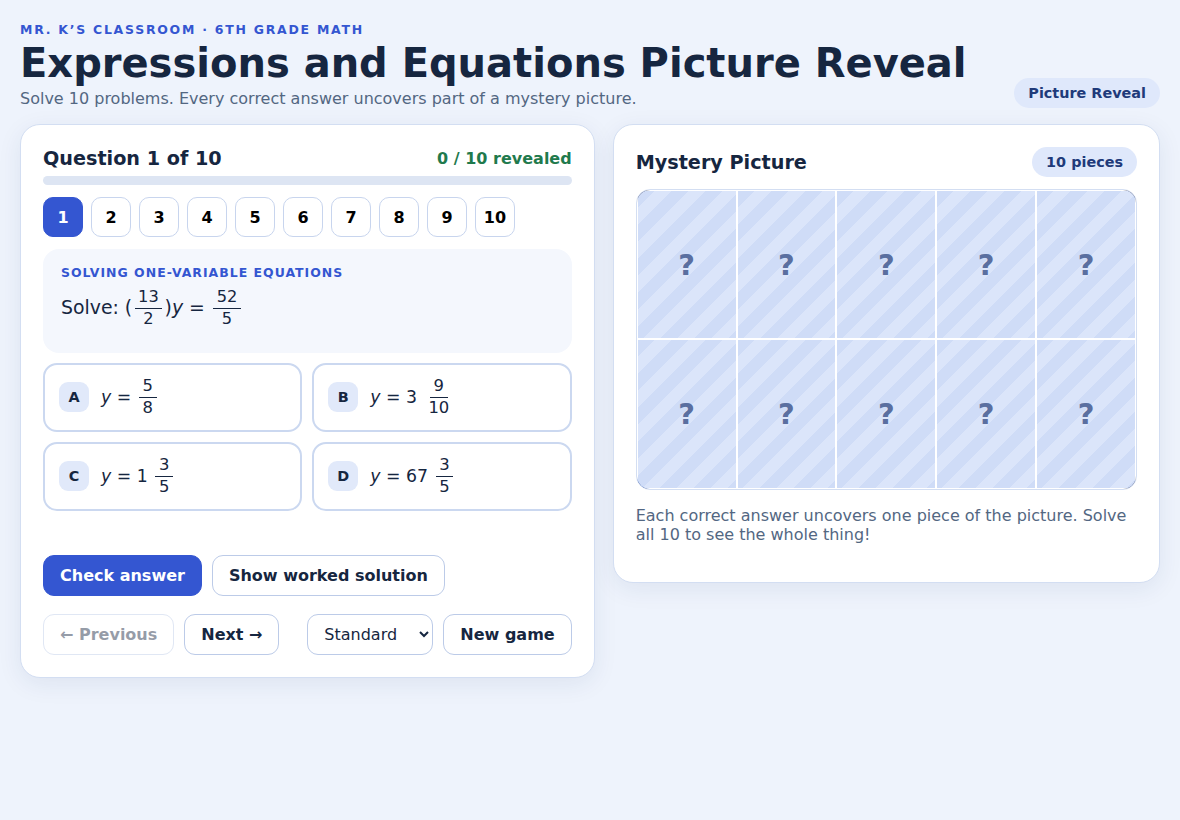 MR. K’S CLASSROOM · 6TH GRADE MATH
Expressions and Equations Picture Reveal
Solve 10 problems. Every correct answer uncovers part of a mystery picture.
Picture Reveal
Question 1 of 10
0 / 10 revealed
1 2 3 4 5 6 7 8 9 10
SOLVING ONE-VARIABLE EQUATIONS
Solve: (13/2)y = 52/5
A y = 5/8
B y = 3 9/10
C y = 1 3/5
D y = 67 3/5
Check answer
Show worked solution
← Previous
Next →
Standard
New game
Mystery Picture
10 pieces
? ? ? ? ?
? ? ? ? ?
Each correct answer uncovers one piece of the picture. Solve
all 10 to see the whole thing!